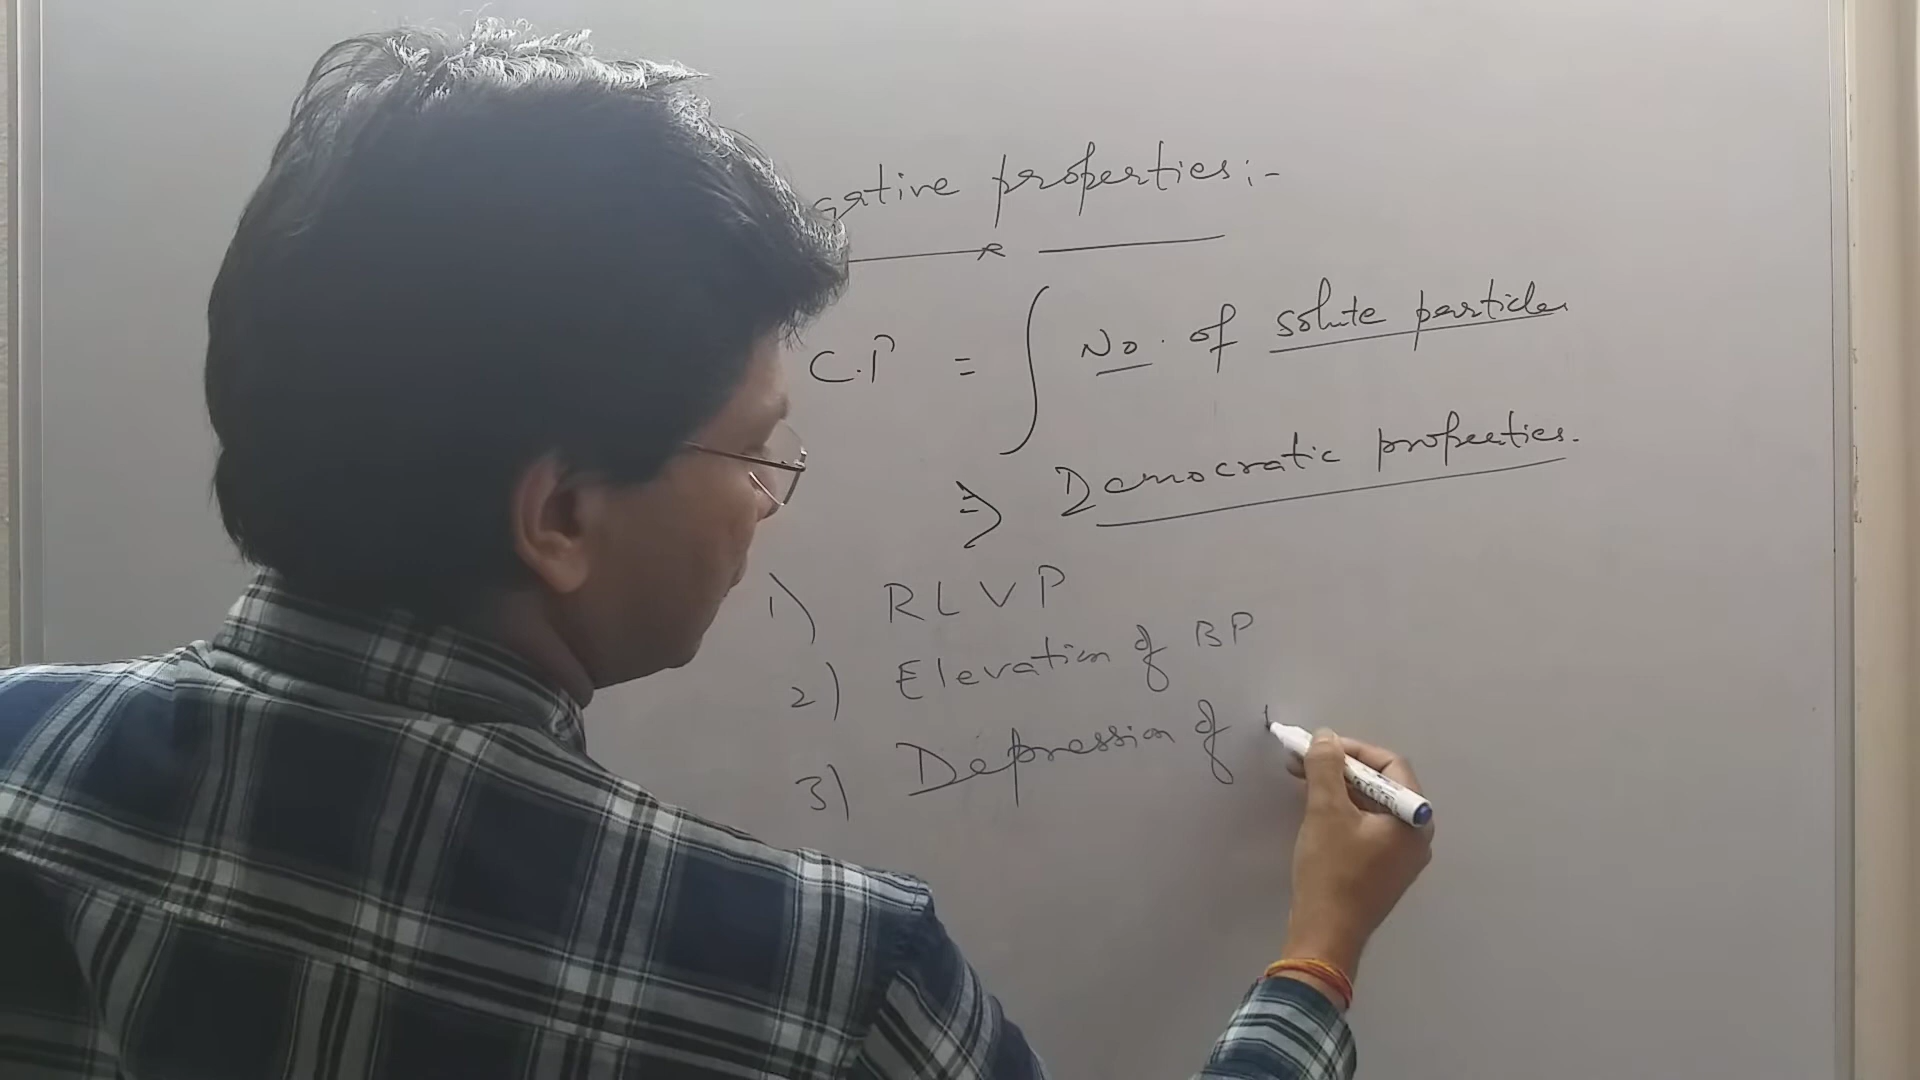 gative properties :-
C.P = ∫ No. of solute particles
⇒ Democratic properties.
1) RLVP
2) Elevation of BP
3) Depression of